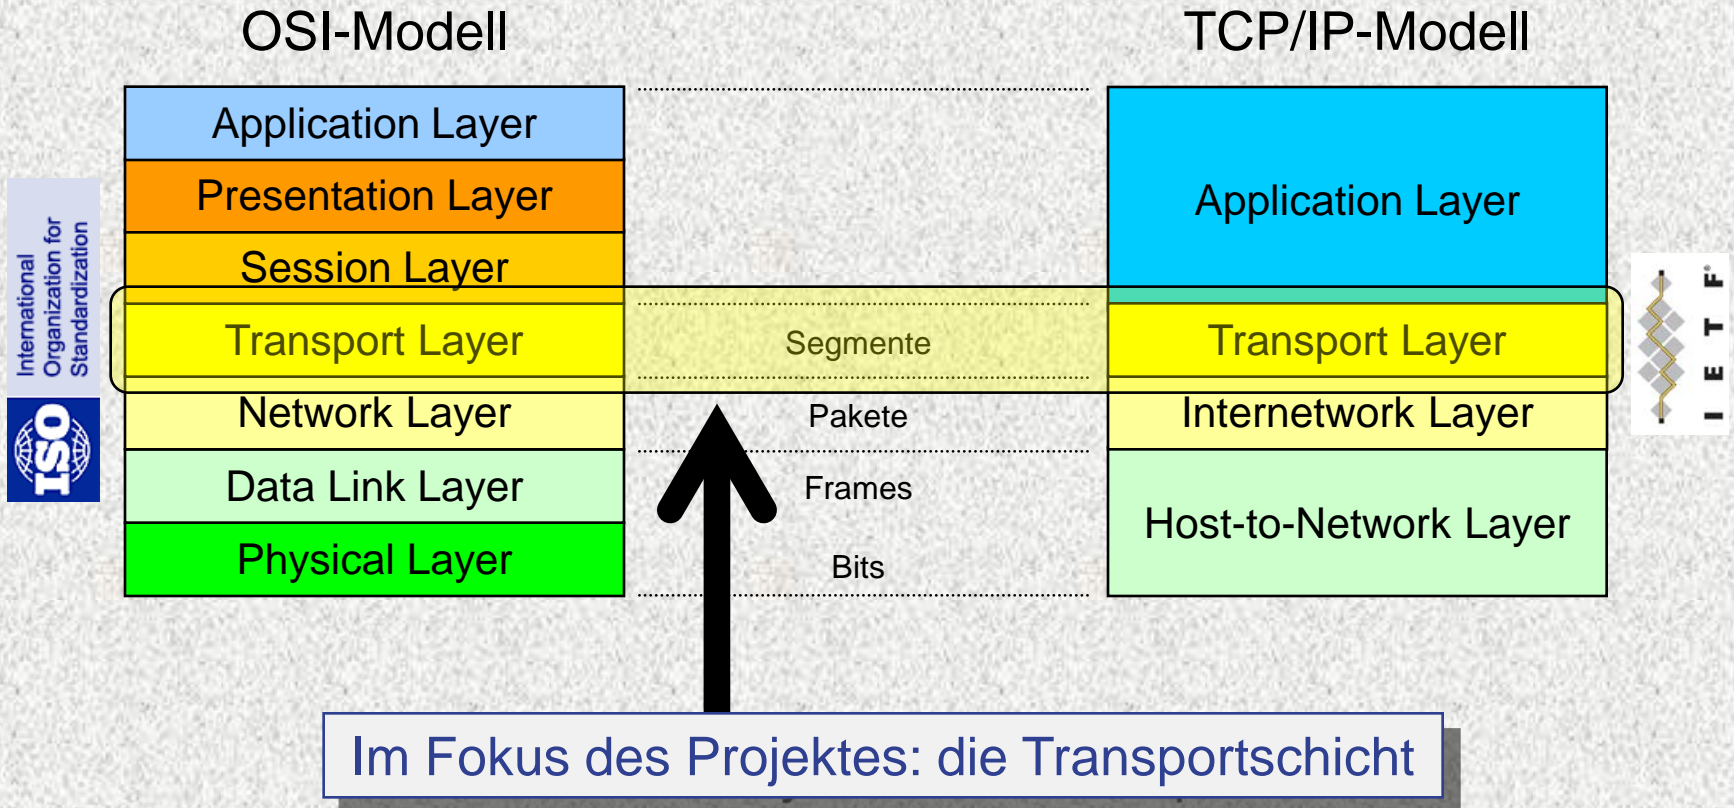 OSI-Modell
TCP/IP-Modell
Application Layer
Presentation Layer
Session Layer
Transport Layer
Network Layer
Data Link Layer
Physical Layer
Segmente
Pakete
Frames
Bits
Application Layer
Transport Layer
Internetwork Layer
Host-to-Network Layer
International
Organization for
Standardization
ISO
I E T F®
Im Fokus des Projektes: die Transportschicht